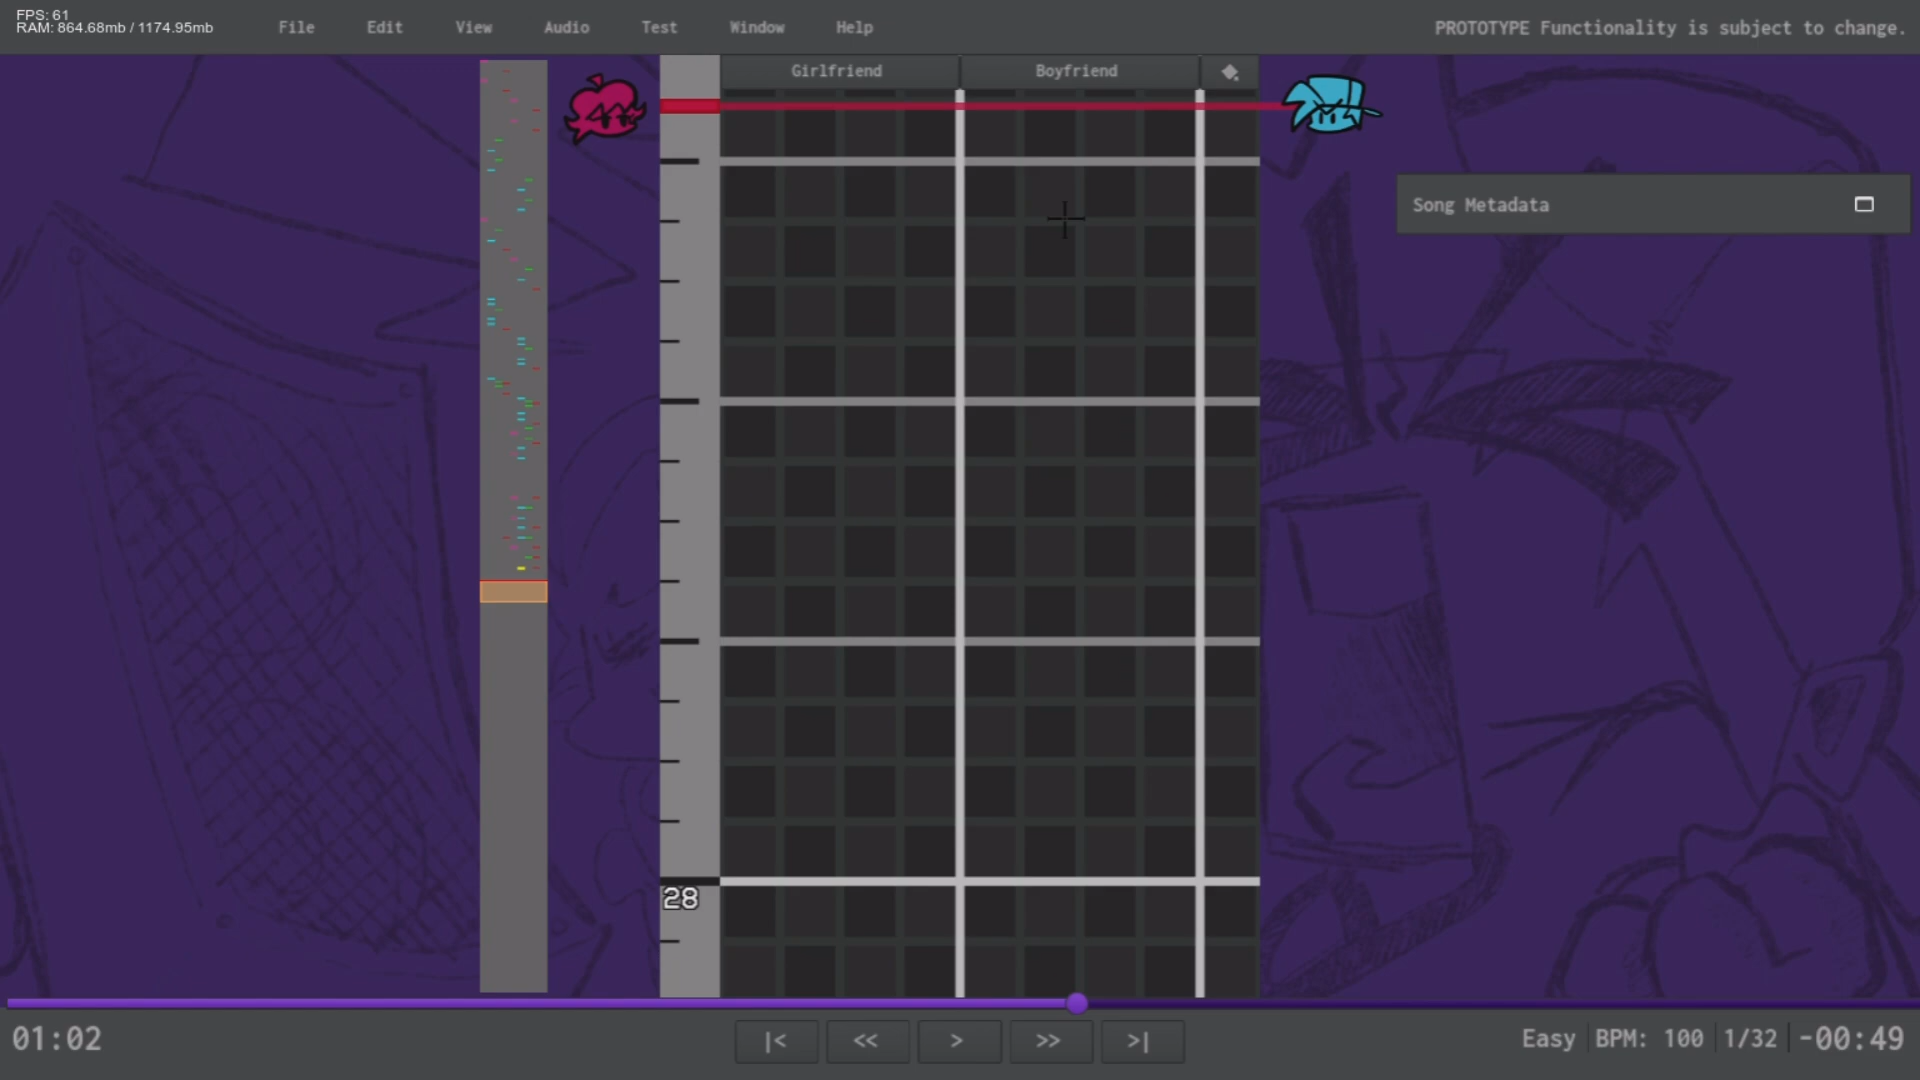 FPS: 61
RAM: 864.68mb / 1174.95mb
File Edit View Audio Test Window Help
PROTOTYPE Functionality is subject to change.
Girlfriend Boyfriend
Song Metadata
28
01:02
|< << > >> >|
Easy BPM: 100 1/32 -00:49